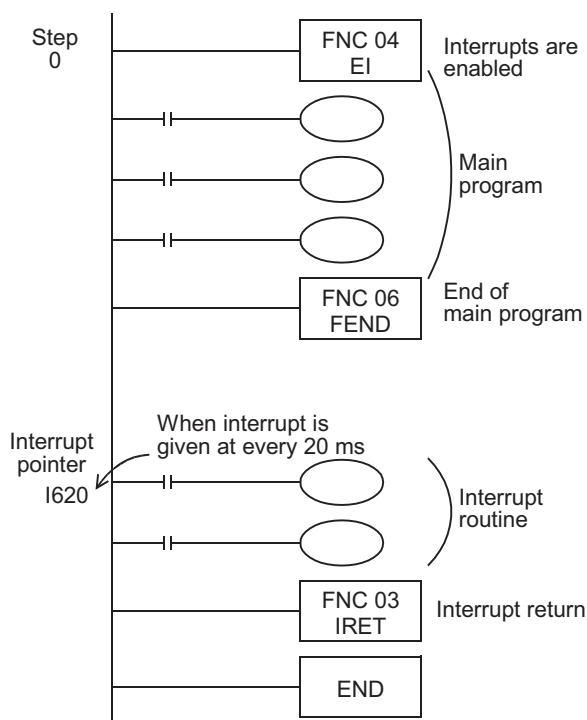 Step
0
FNC 04
EI
Interrupts are
enabled
Main
program
FNC 06
FEND
End of
main program
When interrupt is
given at every 20 ms
Interrupt
pointer
I620
Interrupt
routine
FNC 03
IRET
Interrupt return
END